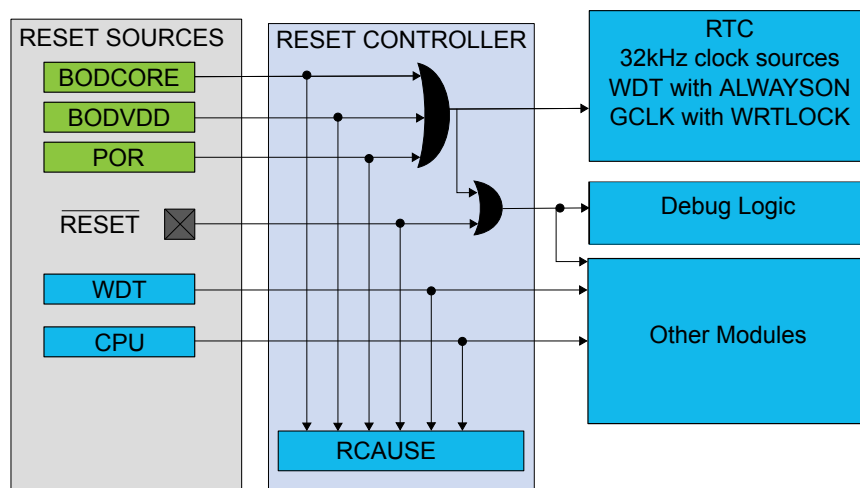 RESET SOURCES
RESET CONTROLLER
RTC
32kHz clock sources
WDT with ALWAYSON
GCLK with WRTLOCK
BODCORE
BODVDD
POR
RESET
Debug Logic
WDT
CPU
Other Modules
RCAUSE